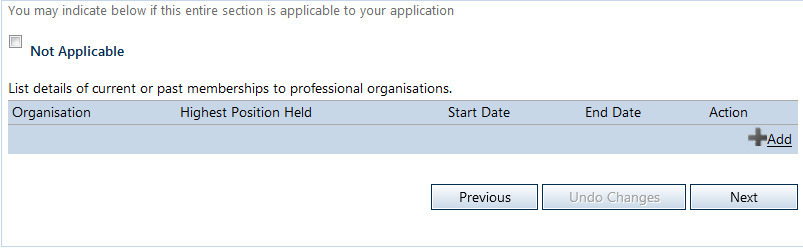 You may indicate below if this entire section is applicable to your application
Not Applicable
List details of current or past memberships to professional organisations.
Organisation Highest Position Held Start Date End Date Action
Add
Previous Undo Changes Next